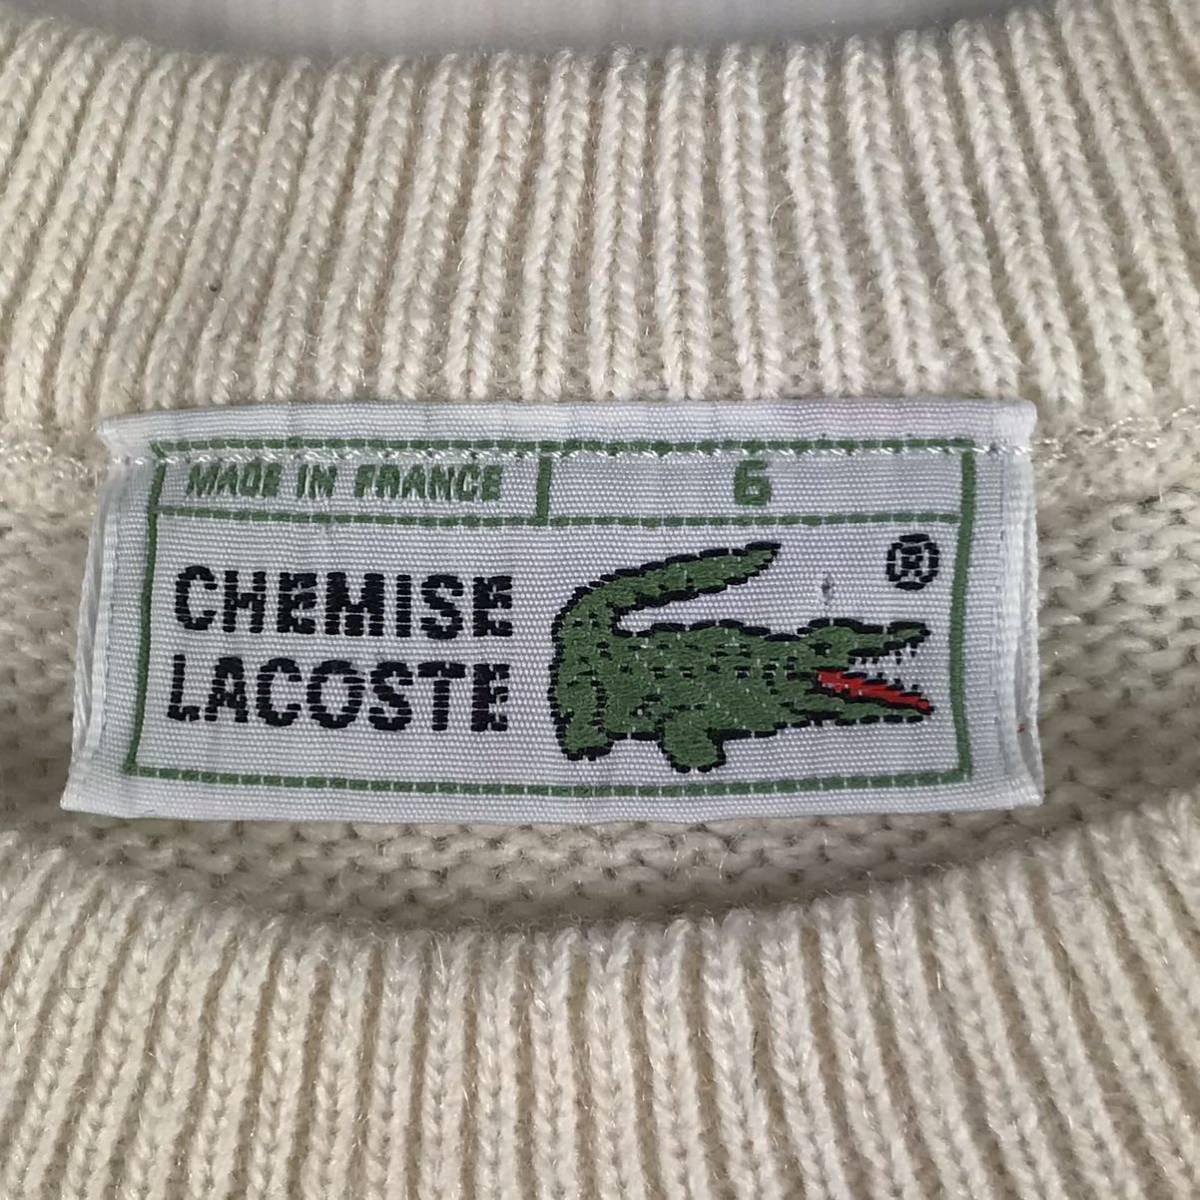 MADE IN FRANCE 6
CHEMISE
LACOSTE
®